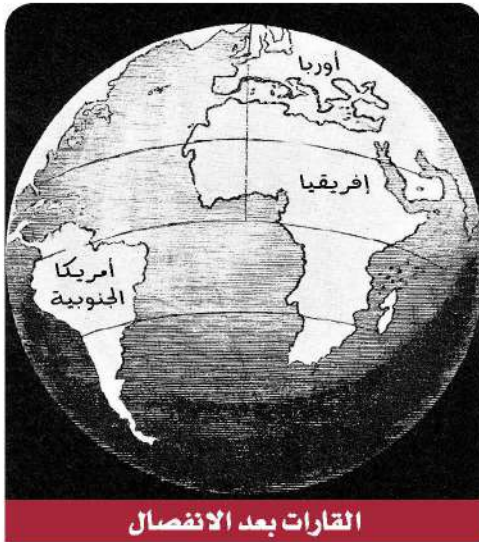 أوربا
إفريقيا
أمريكا
الجنوبية
القارات بعد الانفصال